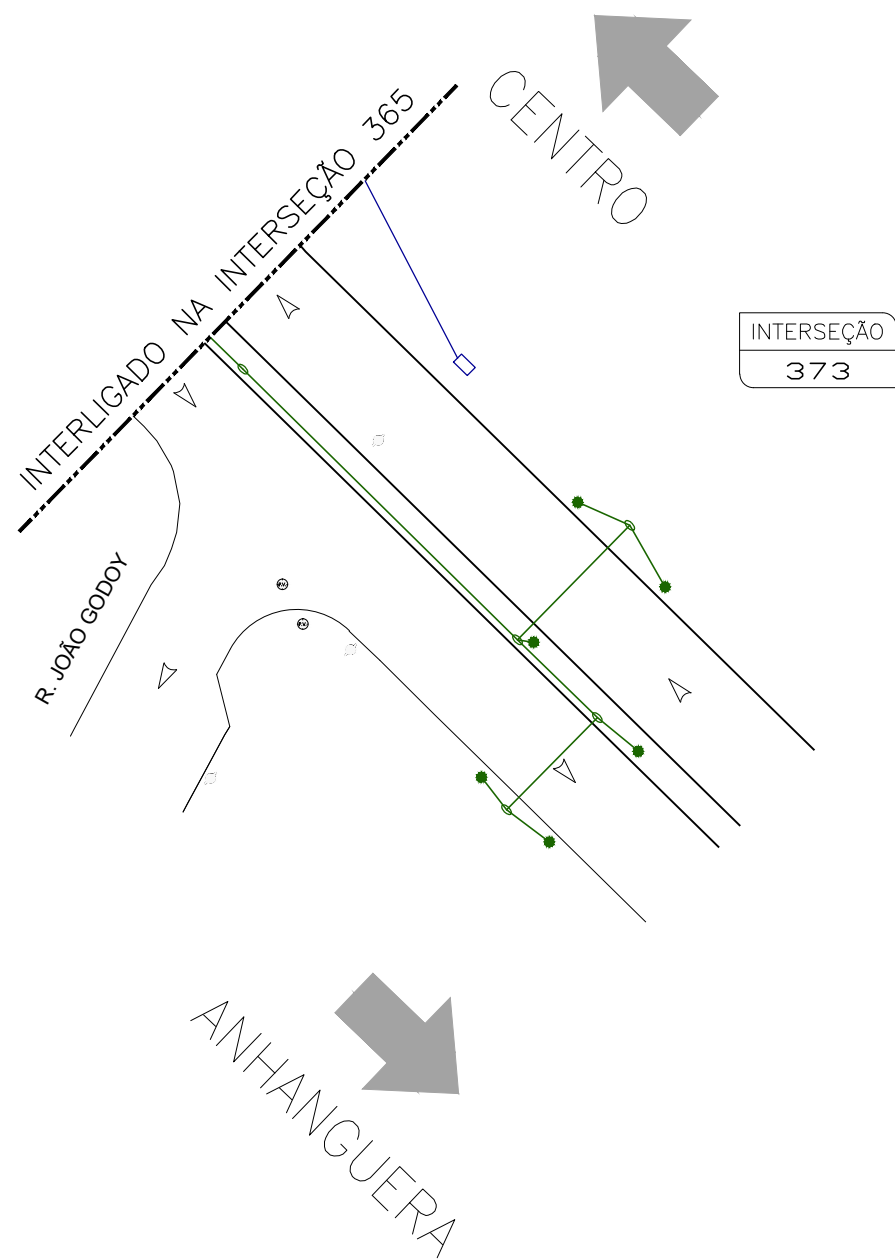 CENTRO
INTERLIGADO NA INTERSEÇÃO 365
INTERSEÇÃO
373
R. JOÃO GODOY
P.V.
P.V.
ANHANGUERA